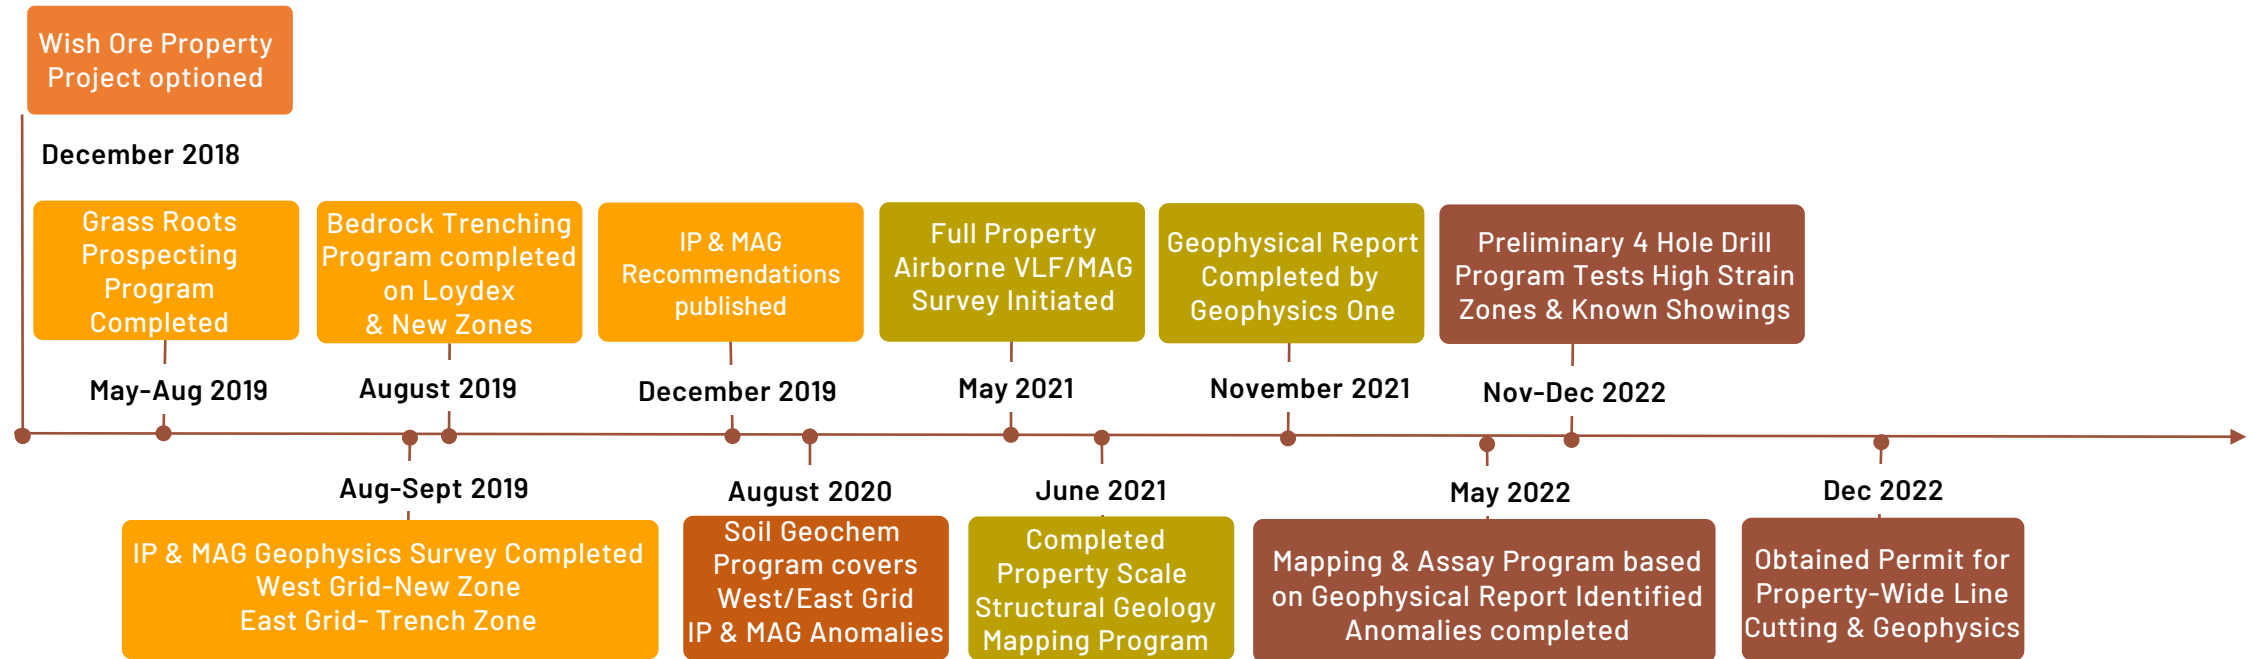 Wish Ore Property
Project optioned
December 2018
Grass Roots
Prospecting
Program
Completed
May-Aug 2019
Bedrock Trenching
Program completed
on Loydex
& New Zones
August 2019
IP & MAG
Recommendations
published
December 2019
Full Property
Airborne VLF/MAG
Survey Initiated
May 2021
Geophysical Report
Completed by
Geophysics One
November 2021
Preliminary 4 Hole Drill
Program Tests High Strain
Zones & Known Showings
Nov-Dec 2022
Aug-Sept 2019
IP & MAG Geophysics Survey Completed
West Grid-New Zone
East Grid- Trench Zone
August 2020
Soil Geochem
Program covers
West/East Grid
IP & MAG Anomalies
June 2021
Completed
Property Scale
Structural Geology
Mapping Program
May 2022
Mapping & Assay Program based
on Geophysical Report Identified
Anomalies completed
Dec 2022
Obtained Permit for
Property-Wide Line
Cutting & Geophysics